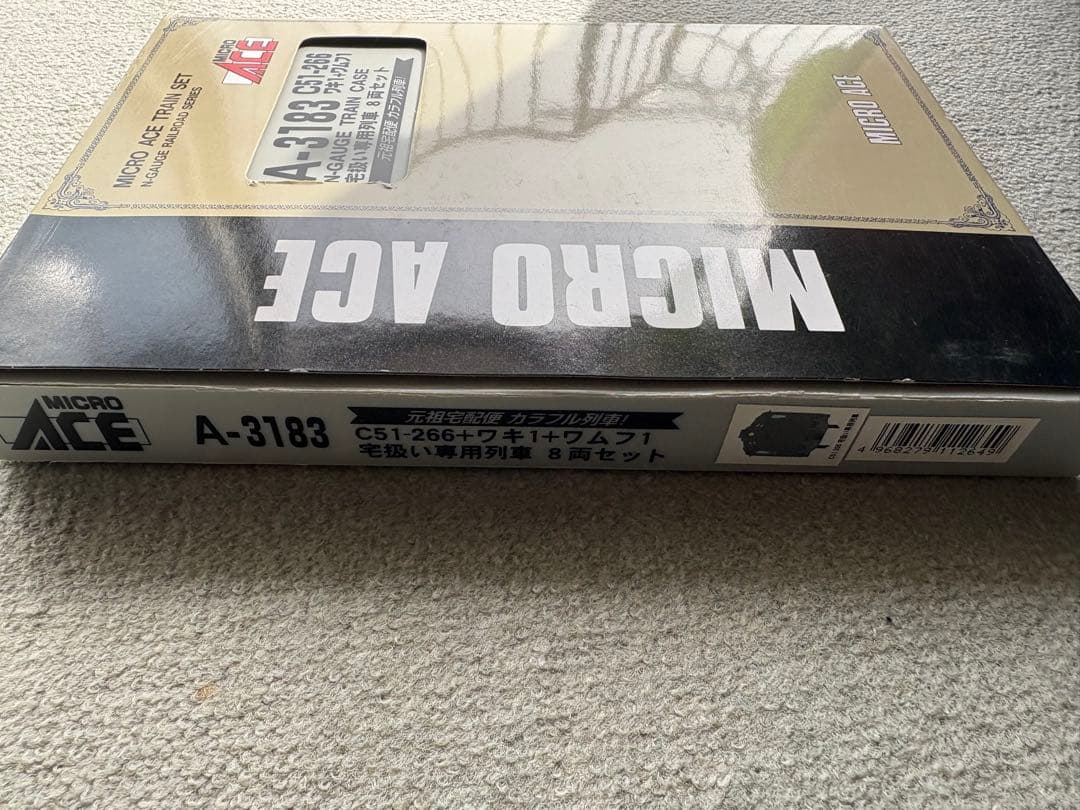 MICRO ACE
MICRO ACE TRAIN SET
N-GAUGE RAILROAD SERIES
A-3183 C51-266
ワキ1+ワムフ1
N-GAUGE TRAIN CASE
宅扱い専用列車 8両セット
元祖宅配便 カラフル列車!
MICRO ACE
MICRO ACE
MICRO ACE
A-3183
元祖宅配便 カラフル列車!
C51-266+ワキ1+ワムフ1
宅扱い専用列車 8両セット
4 968279 112649